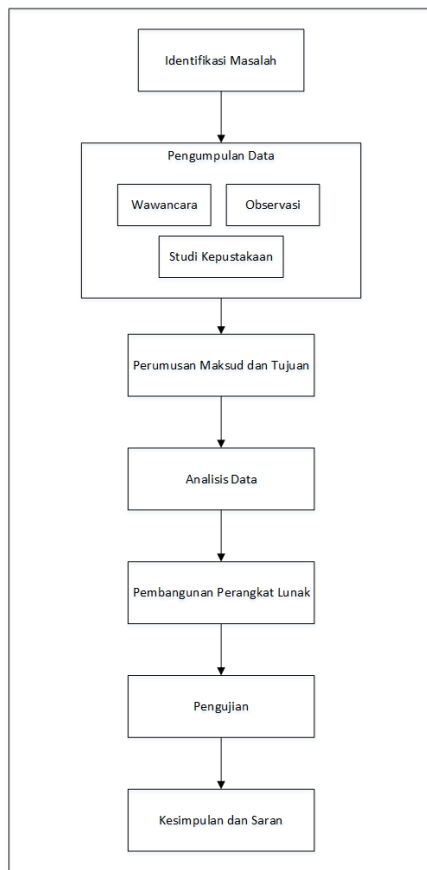 Identifikasi Masalah
Pengumpulan Data
Wawancara
Observasi
Studi Kepustakaan
Perumusan Maksud dan Tujuan
Analisis Data
Pembangunan Perangkat Lunak
Pengujian
Kesimpulan dan Saran